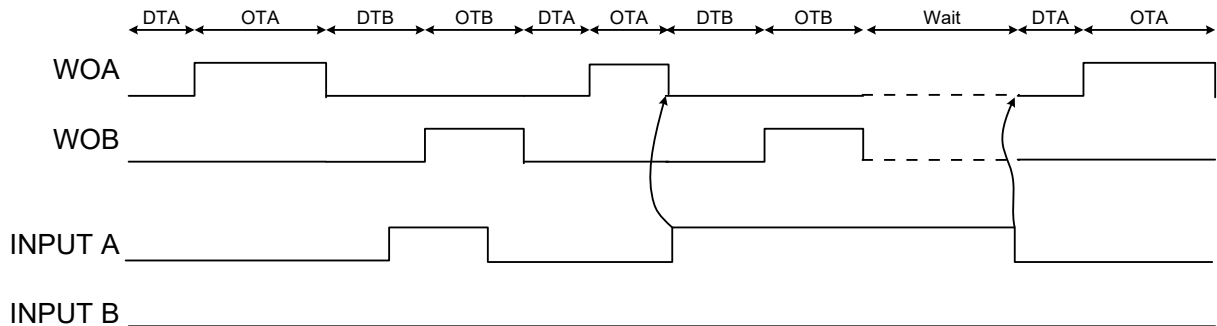 DTA OTA DTB OTB DTA OTA DTB OTB Wait DTA OTA
WOA
WOB
INPUT A
INPUT B